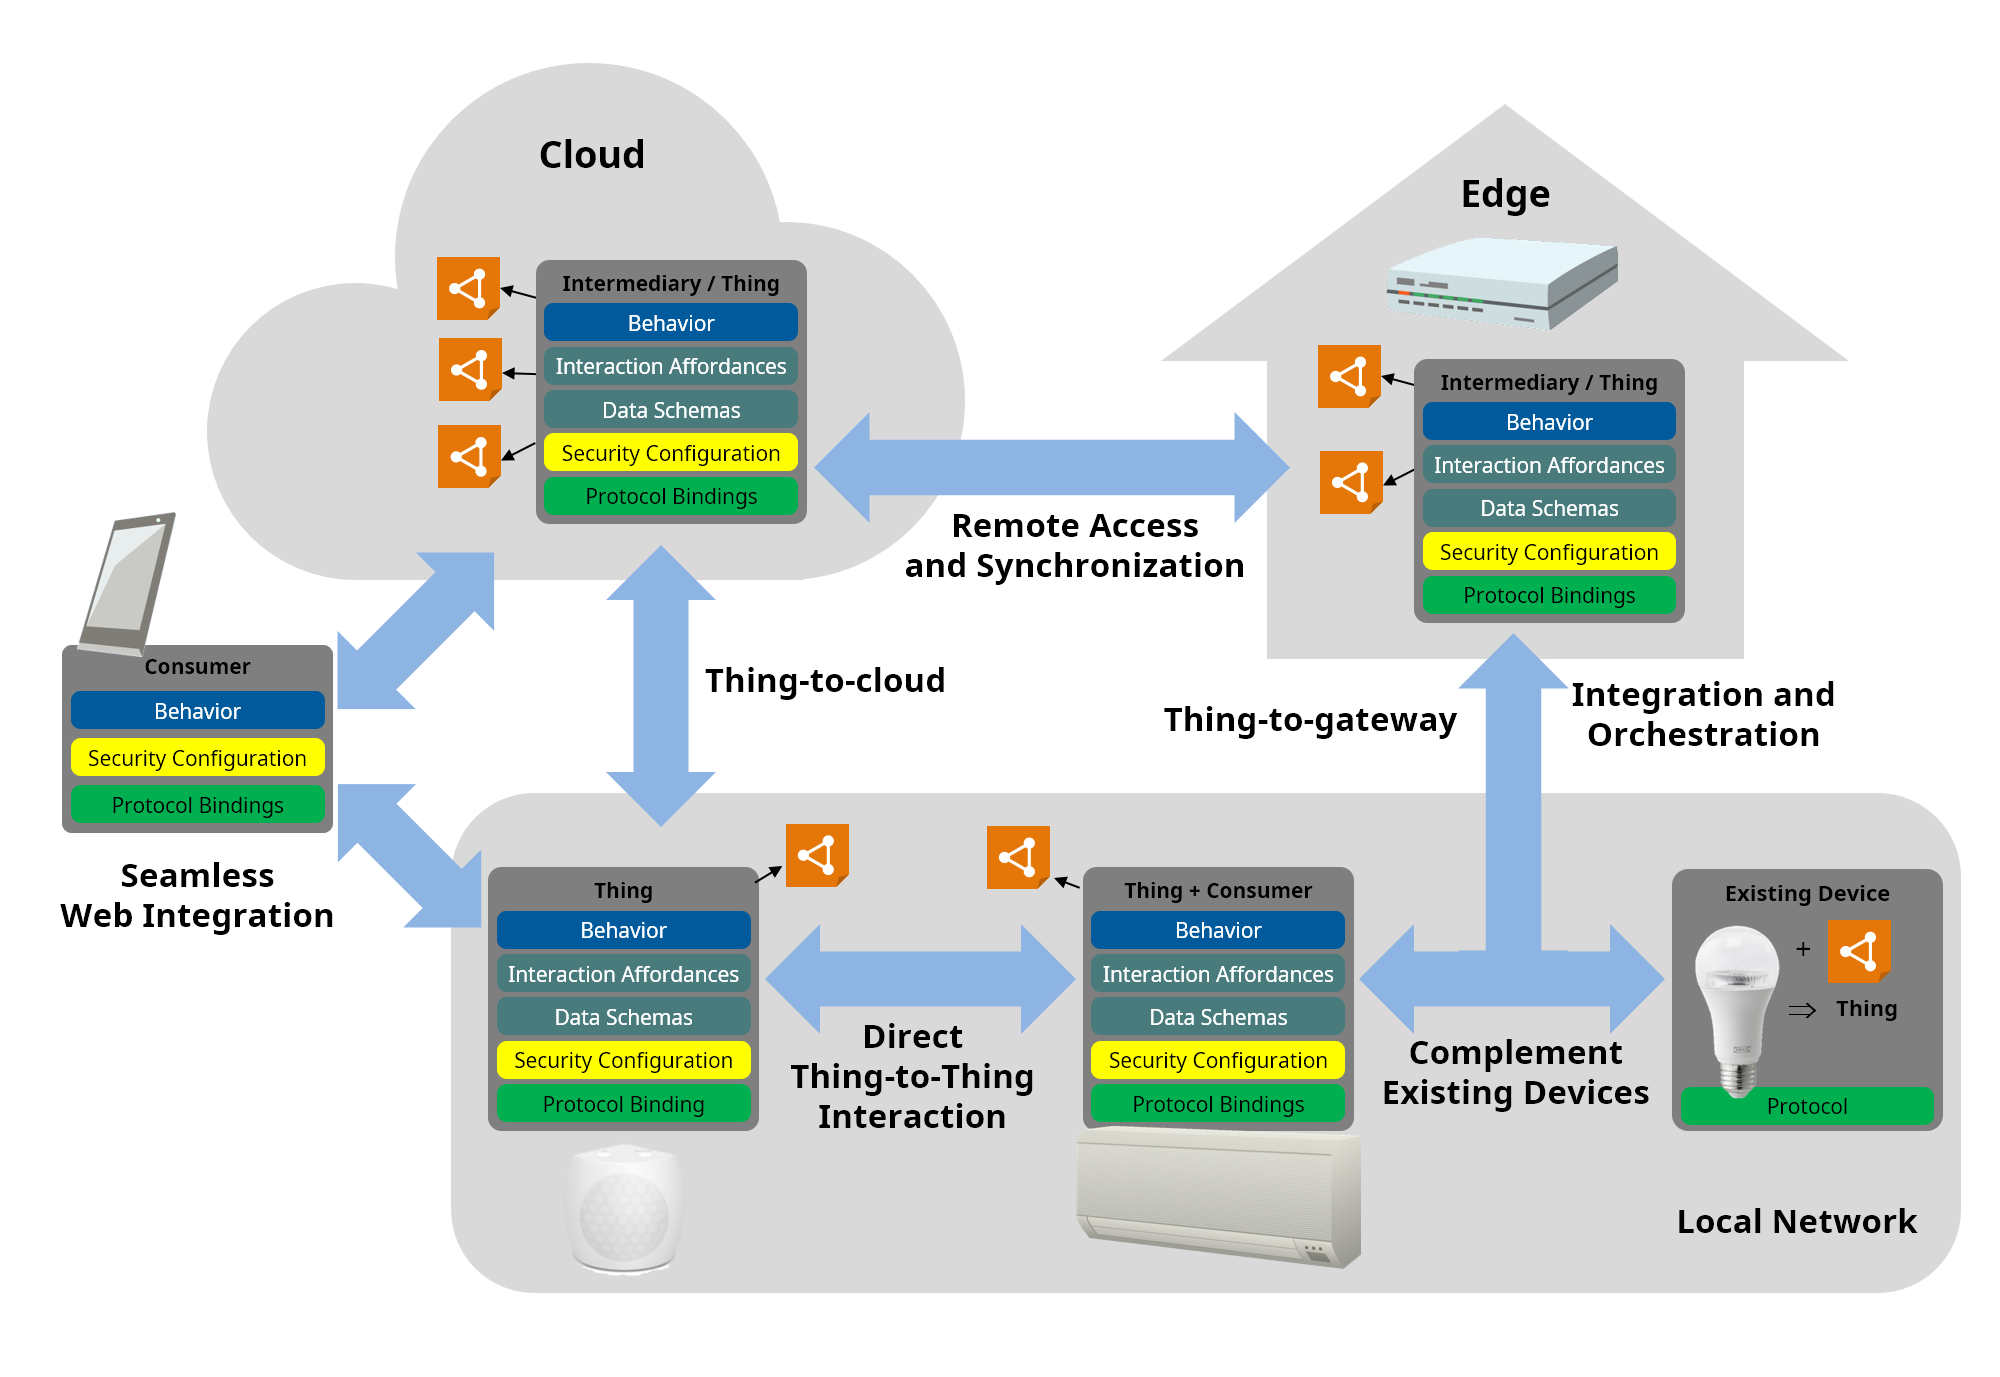 Cloud
Intermediary / Thing
Behavior
Interaction Affordances
Data Schemas
Security Configuration
Protocol Bindings
Edge
Intermediary / Thing
Behavior
Interaction Affordances
Data Schemas
Security Configuration
Protocol Bindings
Remote Access
and Synchronization
Consumer
Behavior
Security Configuration
Protocol Bindings
Seamless
Web Integration
Thing-to-cloud
Thing-to-gateway
Integration and
Orchestration
Thing
Behavior
Interaction Affordances
Data Schemas
Security Configuration
Protocol Binding
Direct
Thing-to-Thing
Interaction
Thing + Consumer
Behavior
Interaction Affordances
Data Schemas
Security Configuration
Protocol Bindings
Complement
Existing Devices
Existing Device
+
⇒ Thing
Protocol
Local Network